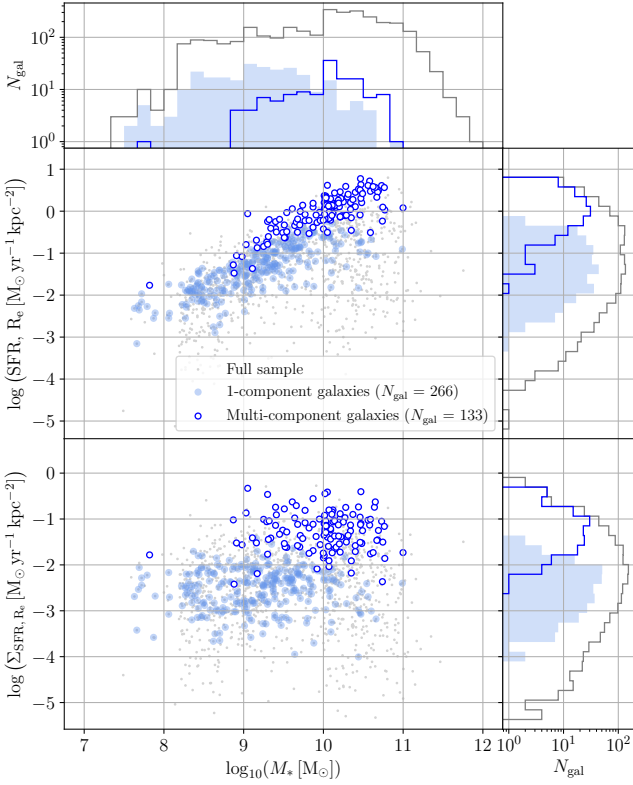 10²
10¹
10⁰
N_gal
1
0
−1
−2
−3
−4
−5
log (SFR, R_e [M_⊙ yr⁻¹ kpc⁻²])
Full sample
1-component galaxies (N_gal = 266)
Multi-component galaxies (N_gal = 133)
0
−1
−2
−3
−4
−5
log (Σ_SFR, R_e [M_⊙ yr⁻¹ kpc⁻²])
7 8 9 10 11 12
log₁₀(M_* [M_⊙])
10⁰ 10¹ 10²
N_gal